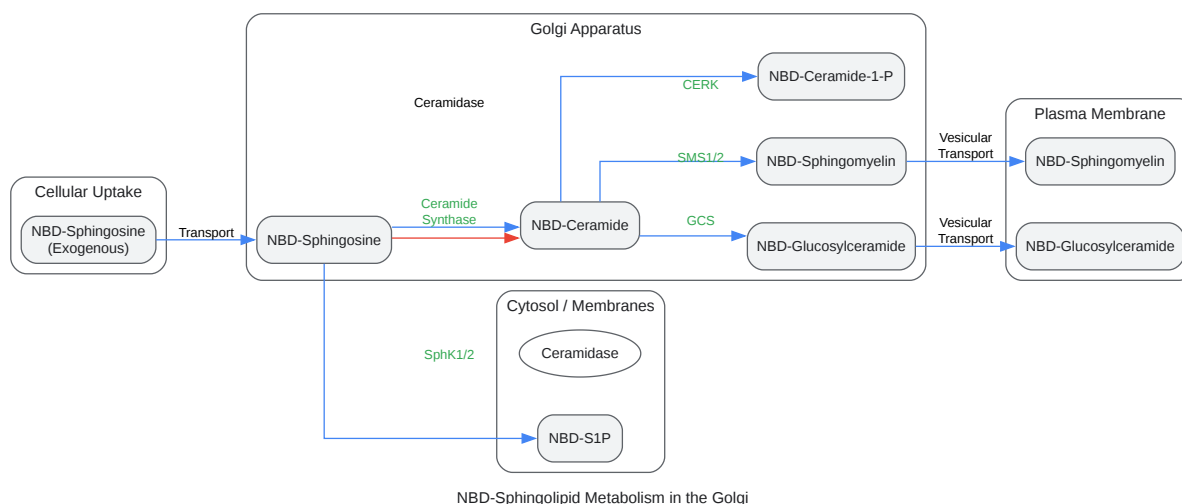 Golgi Apparatus
NBD-Ceramide-1-P
CERK
Ceramidase
Plasma Membrane
Vesicular
Transport
SMS1/2
NBD-Sphingomyelin
NBD-Sphingomyelin
Cellular Uptake
NBD-Sphingosine
(Exogenous)
Transport
NBD-Sphingosine
Ceramide
Synthase
NBD-Ceramide
GCS
NBD-Glucosylceramide
Vesicular
Transport
NBD-Glucosylceramide
Cytosol / Membranes
SphK1/2
Ceramidase
NBD-S1P
NBD-Sphingolipid Metabolism in the Golgi